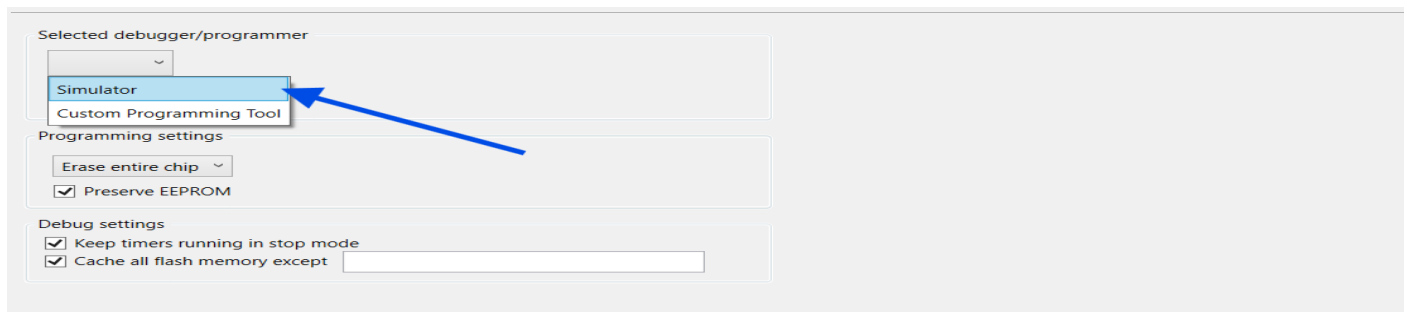 Selected debugger/programmer
Simulator
Custom Programming Tool
Programming settings
Erase entire chip
Preserve EEPROM
Debug settings
Keep timers running in stop mode
Cache all flash memory except